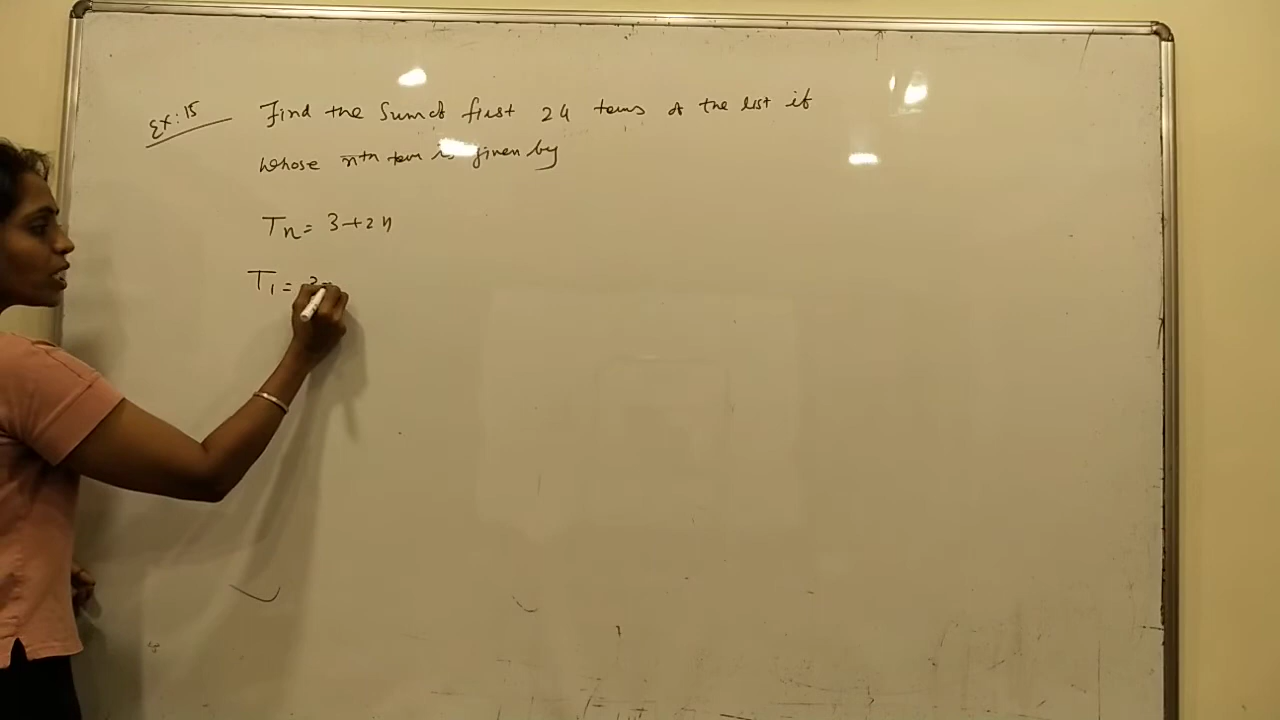 Ex:15 Find the Sum of first 24 terms of the list if
whose nth term is given by
Tn = 3+2n
T1 = 3+